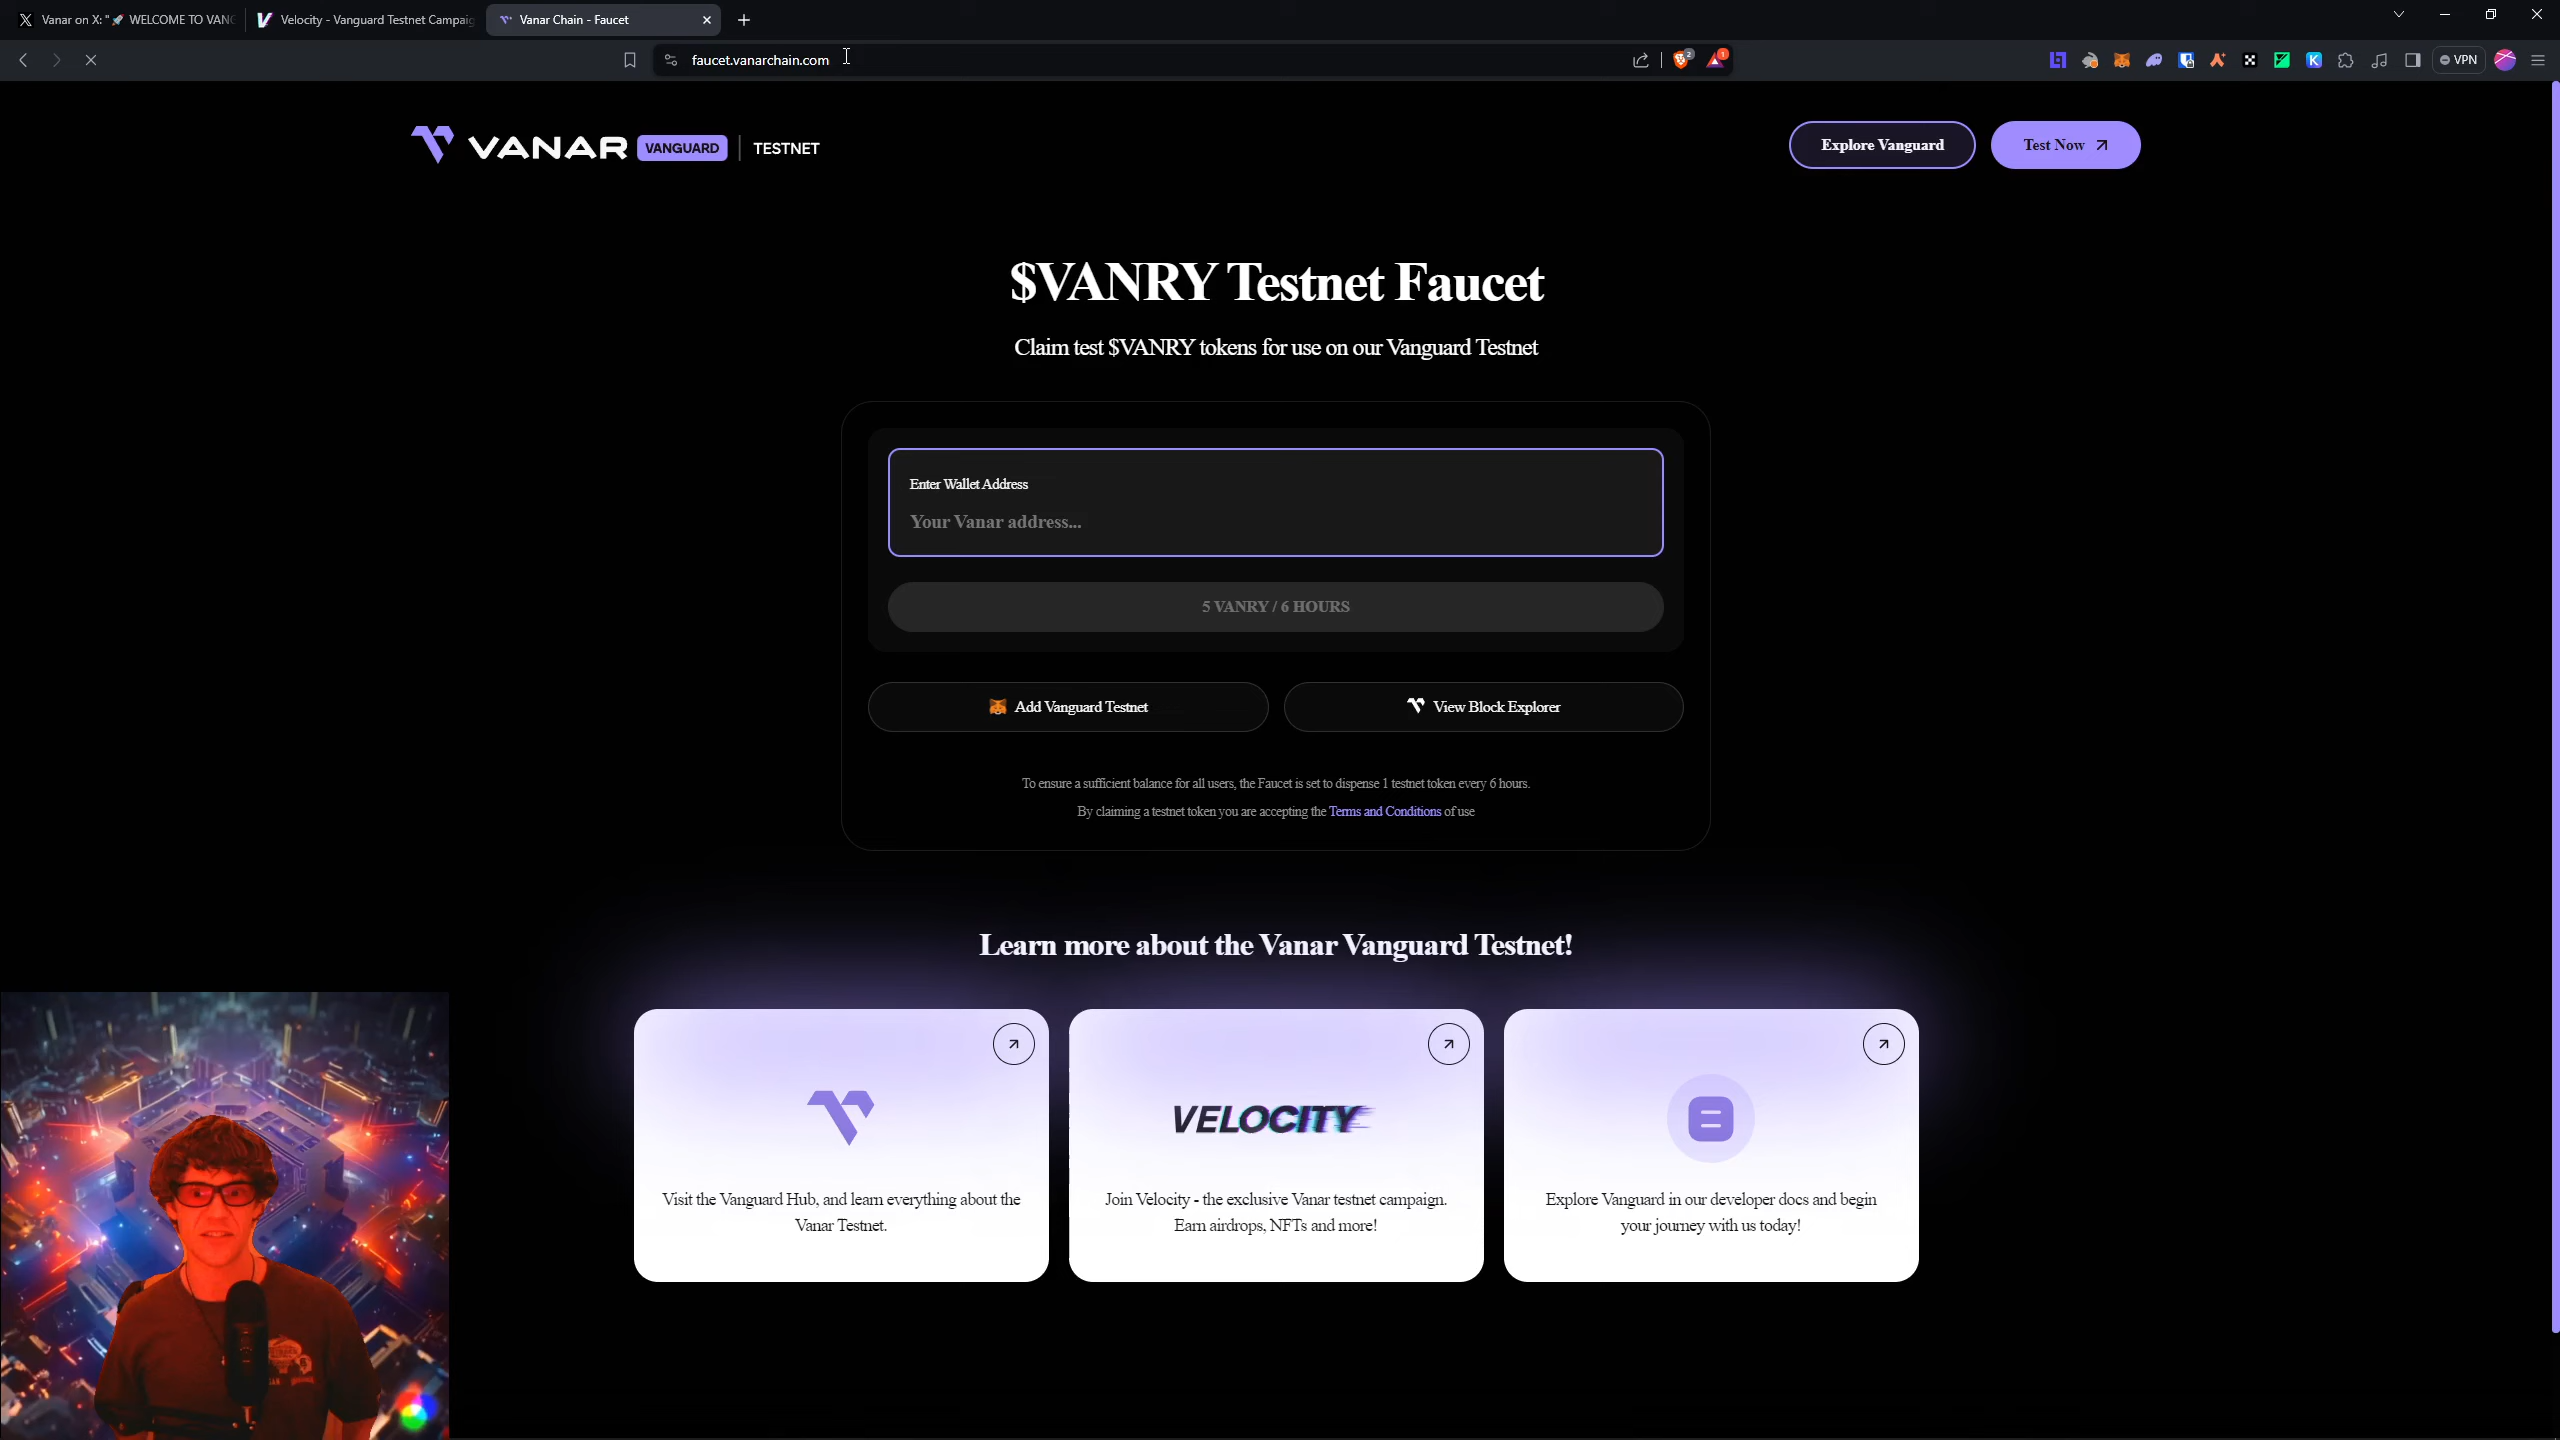 Vanar on X: "🚀 WELCOME TO VANG
Velocity - Vanguard Testnet Campaig
Vanar Chain - Faucet
faucet.vanarchain.com
2
1
VPN
VANAR VANGUARD | TESTNET
Explore Vanguard
Test Now
$VANRY Testnet Faucet
Claim test $VANRY tokens for use on our Vanguard Testnet
Enter Wallet Address
Your Vanar address...
5 VANRY / 6 HOURS
Add Vanguard Testnet
View Block Explorer
To ensure a sufficient balance for all users, the Faucet is set to dispense 1 testnet token every 6 hours.
By claiming a testnet token you are accepting the Terms and Conditions of use
Learn more about the Vanar Vanguard Testnet!
Visit the Vanguard Hub, and learn everything about the
Vanar Testnet.
VELOCITY
Join Velocity - the exclusive Vanar testnet campaign.
Earn airdrops, NFTs and more!
Explore Vanguard in our developer docs and begin
your journey with us today!